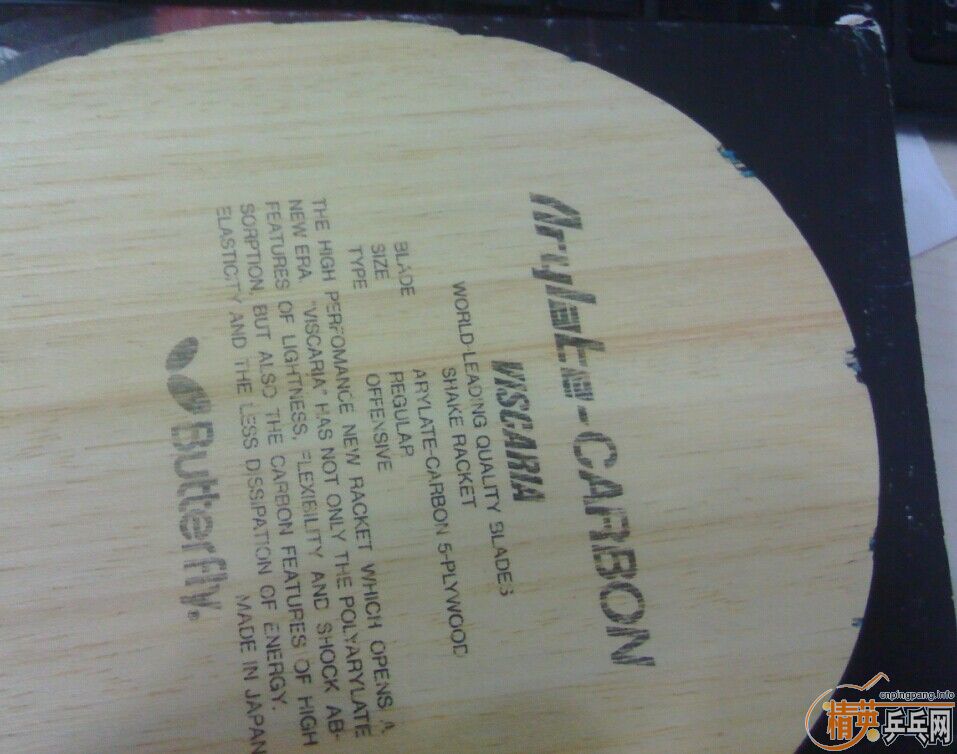 Arylate-CARBON
VISCARIA
WORLD-LEADING QUALITY BLADES
SHAKE RACKET
BLADE ARYLATE-CARBON 5-PLYWOOD
SIZE REGULAR
TYPE OFFENSIVE
THE HIGH PERFOMANCE NEW RACKET WHICH OPENS A
NEW ERA. "VISCARIA" HAS NOT ONLY THE POLYARYLATE
FEATURES OF LIGHTNESS, FLEXIBILITY AND SHOCK AB-
SORPTION BUT ALSO THE CARBON FEATURES OF HIGH
ELASTICITY AND THE LESS DISSIPATION OF ENERGY.
MADE IN JAPAN
Butterfly®
cnpingpang.info
精英乒乓网